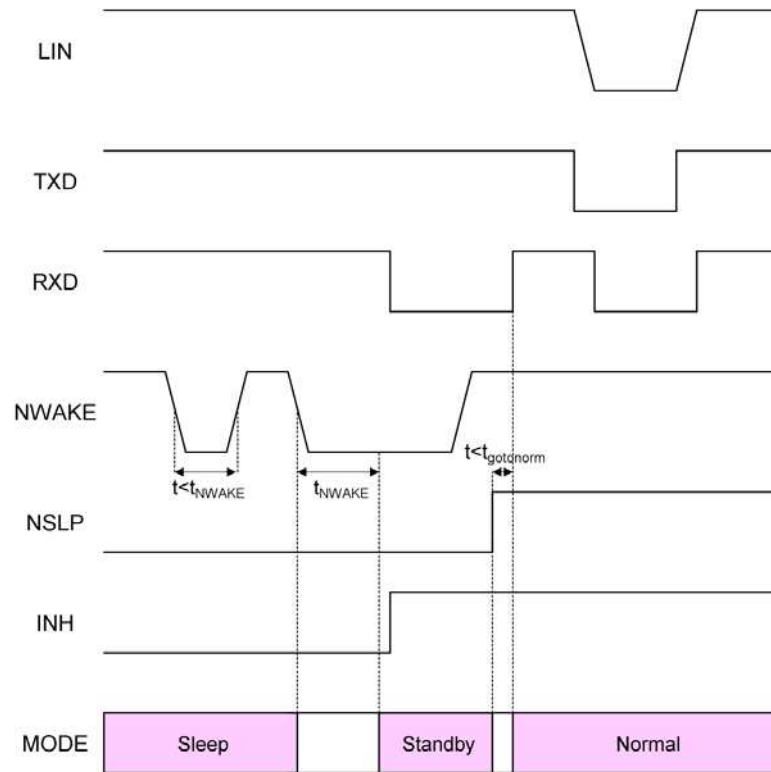 LIN
TXD
RXD
NWAKE
t<tNWAKE
tNWAKE
t<tgotonorm
NSLP
INH
MODE
Sleep
Standby
Normal